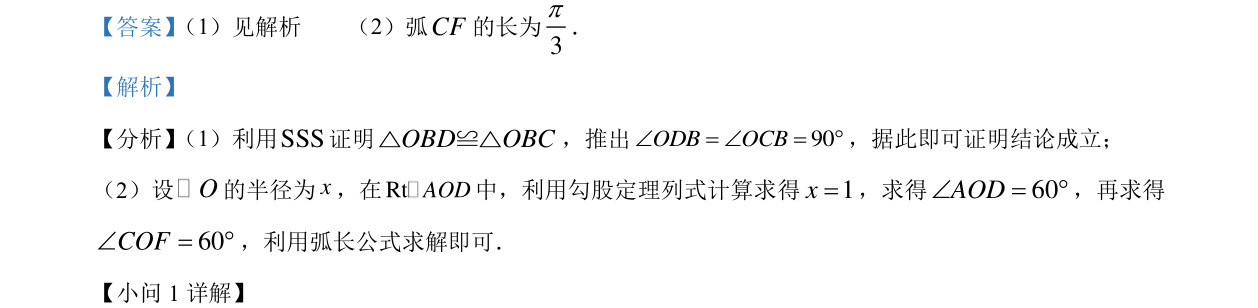 【答案】（1）见解析　　（2）弧CF 的长为π/3．
【解析】
【分析】（1）利用SSS证明△OBD≌△OBC，推出∠ODB=∠OCB=90°，据此即可证明结论成立；
（2）设□ O的半径为x，在Rt□AOD中，利用勾股定理列式计算求得x=1，求得∠AOD=60°，再求得
∠COF=60°，利用弧长公式求解即可．
【小问 1 详解】